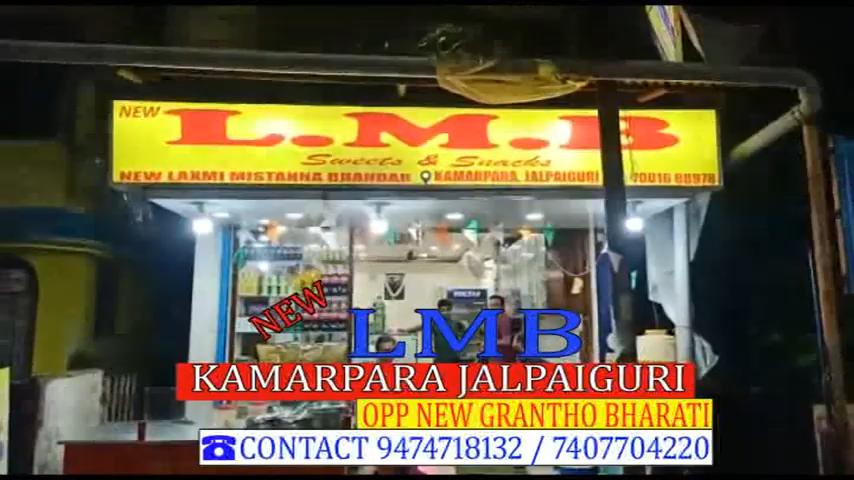 NEW
L.M.B
Sweets & Snacks
NEW LAXMI MISTANNA BHANDAR KAMARPARA, JALPAIGURI
NEW LMB
KAMARPARA JALPAIGURI
OPP NEW GRANTHO BHARATI
☎CONTACT 9474718132 / 7407704220